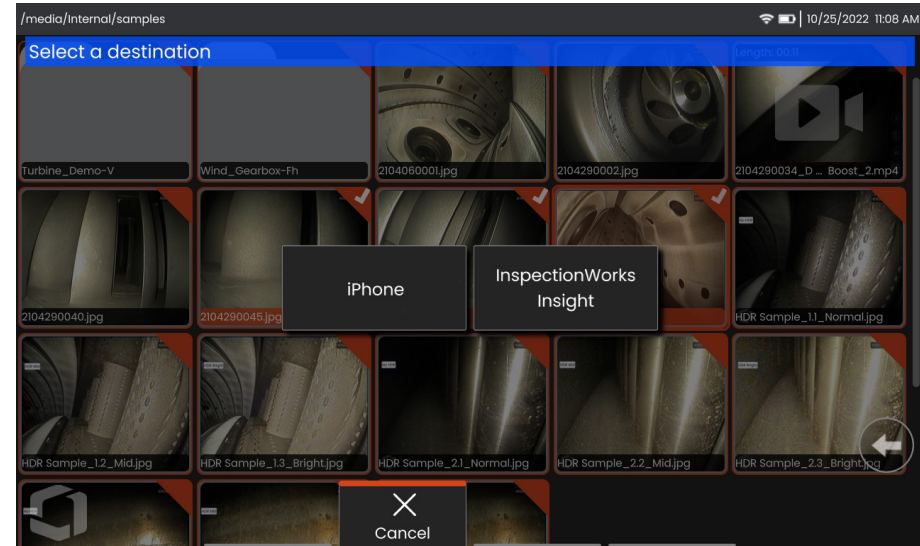 /media/Internal/samples
10/25/2022 11:08 AM
Select a destination
Length: 00:11
Turbine_Demo-V
Wind_Gearbox-Fh
2104060001.jpg
2104290002.jpg
2104290034_D ... Boost_2.mp4
iPhone
InspectionWorks
Insight
2104290040.jpg
2104290045.jpg
HDR Sample_1.1_Normal.jpg
HDR Sample_1.2_Mid.jpg
HDR Sample_1.3_Bright.jpg
HDR Sample_2.1_Normal.jpg
HDR Sample_2.2_Mid.jpg
HDR Sample_2.3_Bright.jpg
Cancel